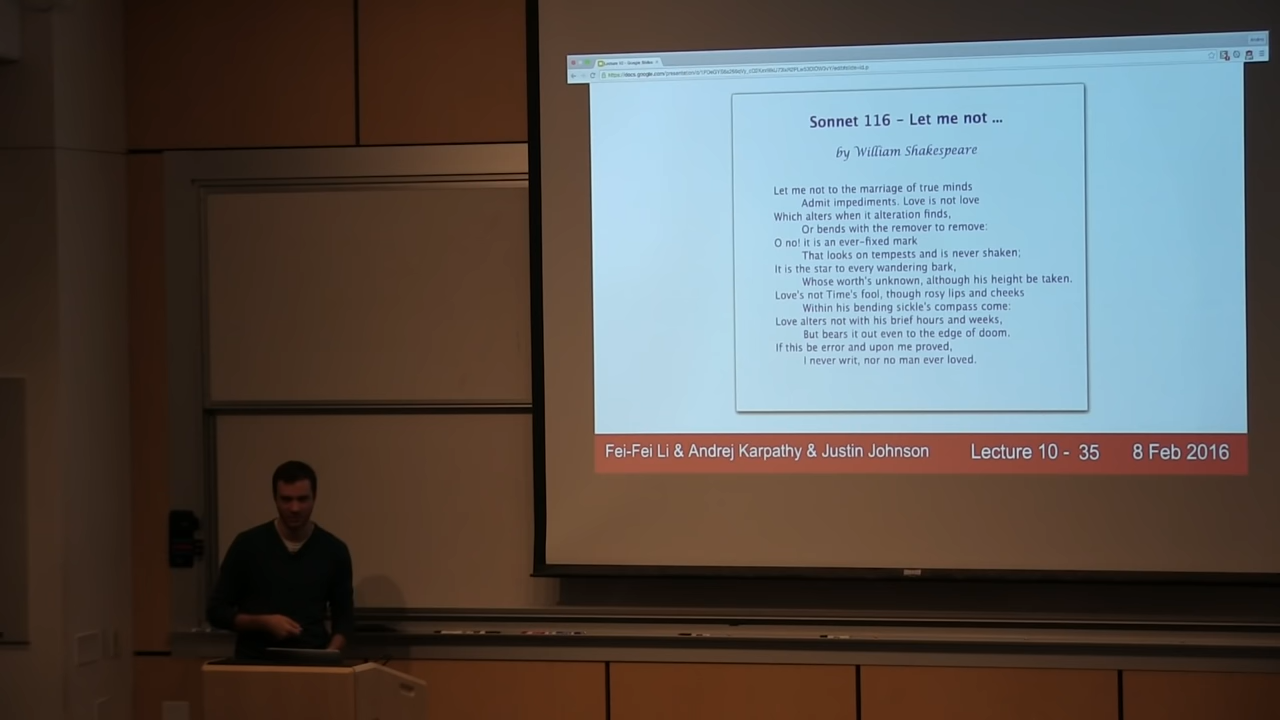 Lecture 10 - Google Slides
Sonnet 116 – Let me not ...
by William Shakespeare
Let me not to the marriage of true minds
Admit impediments. Love is not love
Which alters when it alteration finds,
Or bends with the remover to remove:
O no! it is an ever-fixed mark
That looks on tempests and is never shaken;
It is the star to every wandering bark,
Whose worth's unknown, although his height be taken.
Love's not Time's fool, though rosy lips and cheeks
Within his bending sickle's compass come:
Love alters not with his brief hours and weeks,
But bears it out even to the edge of doom.
If this be error and upon me proved,
I never writ, nor no man ever loved.
Fei-Fei Li & Andrej Karpathy & Justin Johnson Lecture 10 - 35 8 Feb 2016